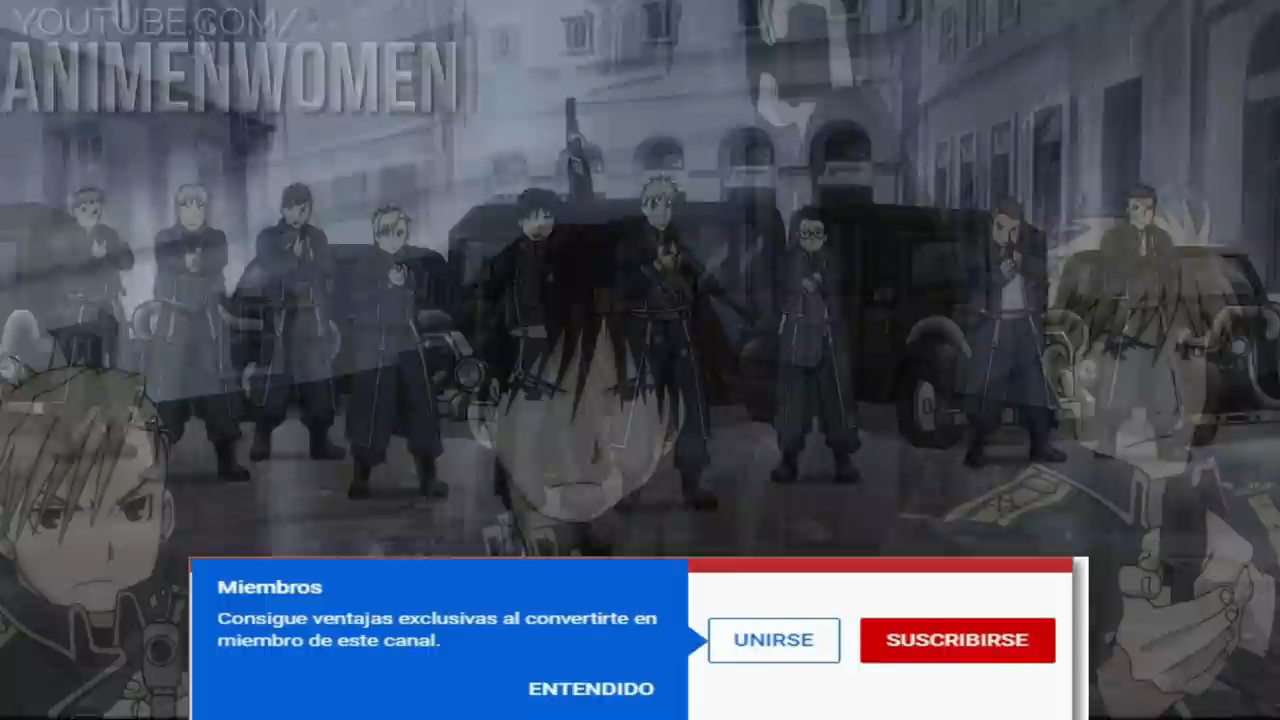 YOUTUBE.COM/
ANIMENWOMEN
Miembros
Consigue ventajas exclusivas al convertirte en
miembro de este canal.
UNIRSE
SUSCRIBIRSE
ENTENDIDO